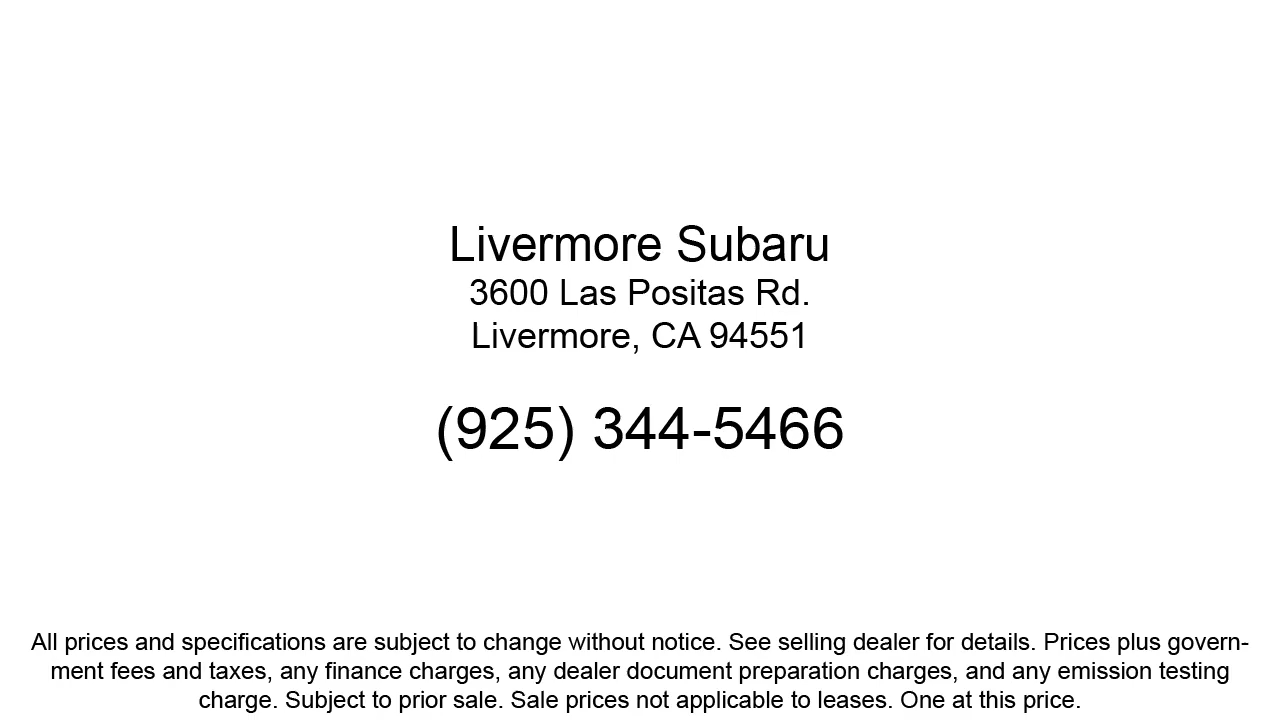 Livermore Subaru
3600 Las Positas Rd.
Livermore, CA 94551
(925) 344-5466
All prices and specifications are subject to change without notice. See selling dealer for details. Prices plus govern-
ment fees and taxes, any finance charges, any dealer document preparation charges, and any emission testing
charge. Subject to prior sale. Sale prices not applicable to leases. One at this price.